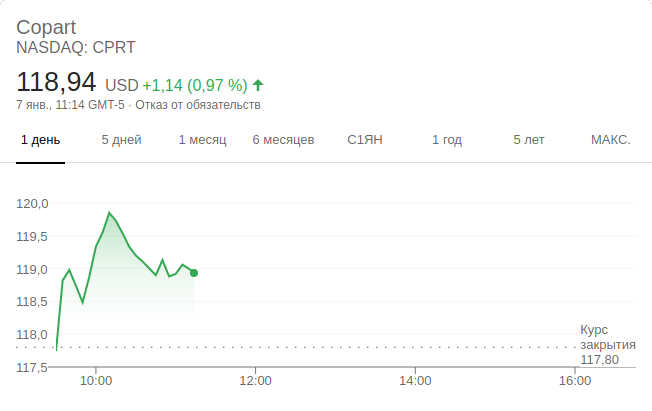 Copart
NASDAQ: CPRT
118,94 USD +1,14 (0,97 %)
7 янв., 11:14 GMT-5 · Отказ от обязательств
1 день 5 дней 1 месяц 6 месяцев С1ЯН 1 год 5 лет МАКС.
120,0
119,5
119,0
118,5
118,0
117,5
Курс
закрытия
117,80
10:00 12:00 14:00 16:00